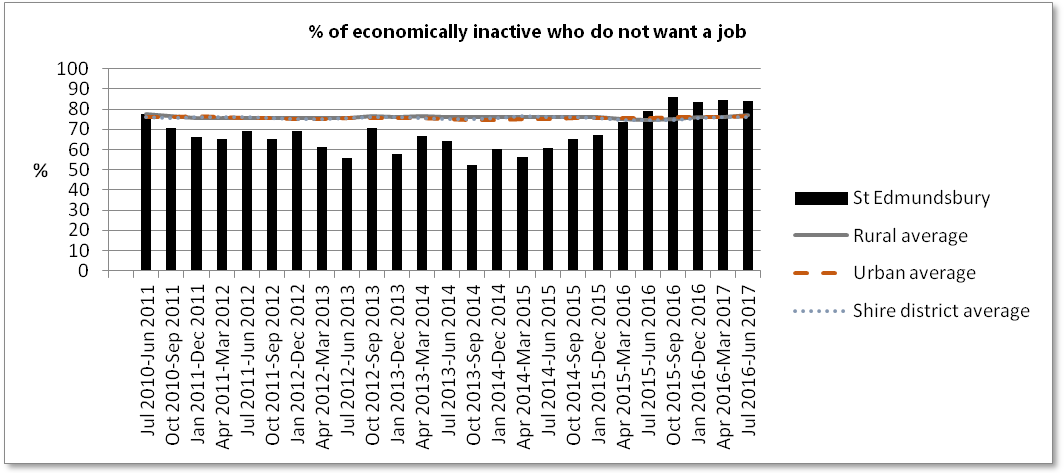 % of economically inactive who do not want a job
100
90
80
70
60
50
40
30
20
10
0
%
Jul 2010-Jun 2011
Oct 2010-Sep 2011
Jan 2011-Dec 2011
Apr 2011-Mar 2012
Jul 2011-Jun 2012
Oct 2011-Sep 2012
Jan 2012-Dec 2012
Apr 2012-Mar 2013
Jul 2012-Jun 2013
Oct 2012-Sep 2013
Jan 2013-Dec 2013
Apr 2013-Mar 2014
Jul 2013-Jun 2014
Oct 2013-Sep 2014
Jan 2014-Dec 2014
Apr 2014-Mar 2015
Jul 2014-Jun 2015
Oct 2014-Sep 2015
Jan 2015-Dec 2015
Apr 2015-Mar 2016
Jul 2015-Jun 2016
Oct 2015-Sep 2016
Jan 2016-Dec 2016
Apr 2016-Mar 2017
Jul 2016-Jun 2017
St Edmundsbury
Rural average
Urban average
Shire district average